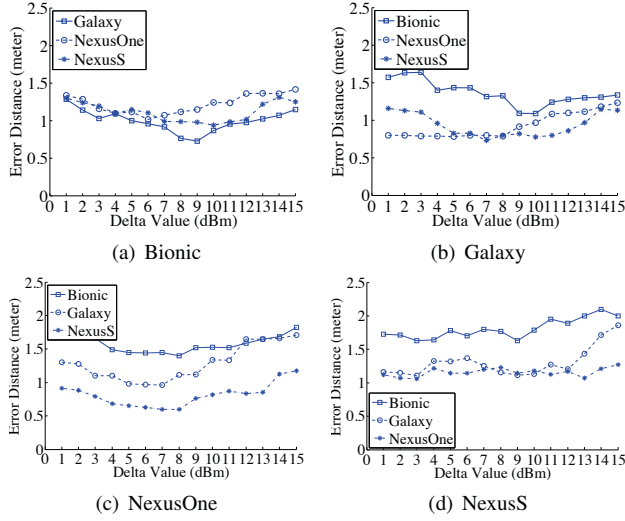 2.5
2
1.5
1
0.5
0
Error Distance (meter)
Galaxy
NexusOne
NexusS
0 1 2 3 4 5 6 7 8 9 10 11 12 13 14 15
Delta Value (dBm)
(a) Bionic
2.5
2
1.5
1
0.5
0
Error Distance (meter)
Bionic
NexusOne
NexusS
0 1 2 3 4 5 6 7 8 9 10 11 12 13 14 15
Delta Value (dBm)
(b) Galaxy
2.5
2
1.5
1
0.5
0
Error Distance (meter)
Bionic
Galaxy
NexusS
0 1 2 3 4 5 6 7 8 9 10 11 12 13 14 15
Delta Value (dBm)
(c) NexusOne
2.5
2
1.5
1
0.5
0
Error Distance (meter)
Bionic
Galaxy
NexusOne
0 1 2 3 4 5 6 7 8 9 10 11 12 13 14 15
Delta Value (dBm)
(d) NexusS